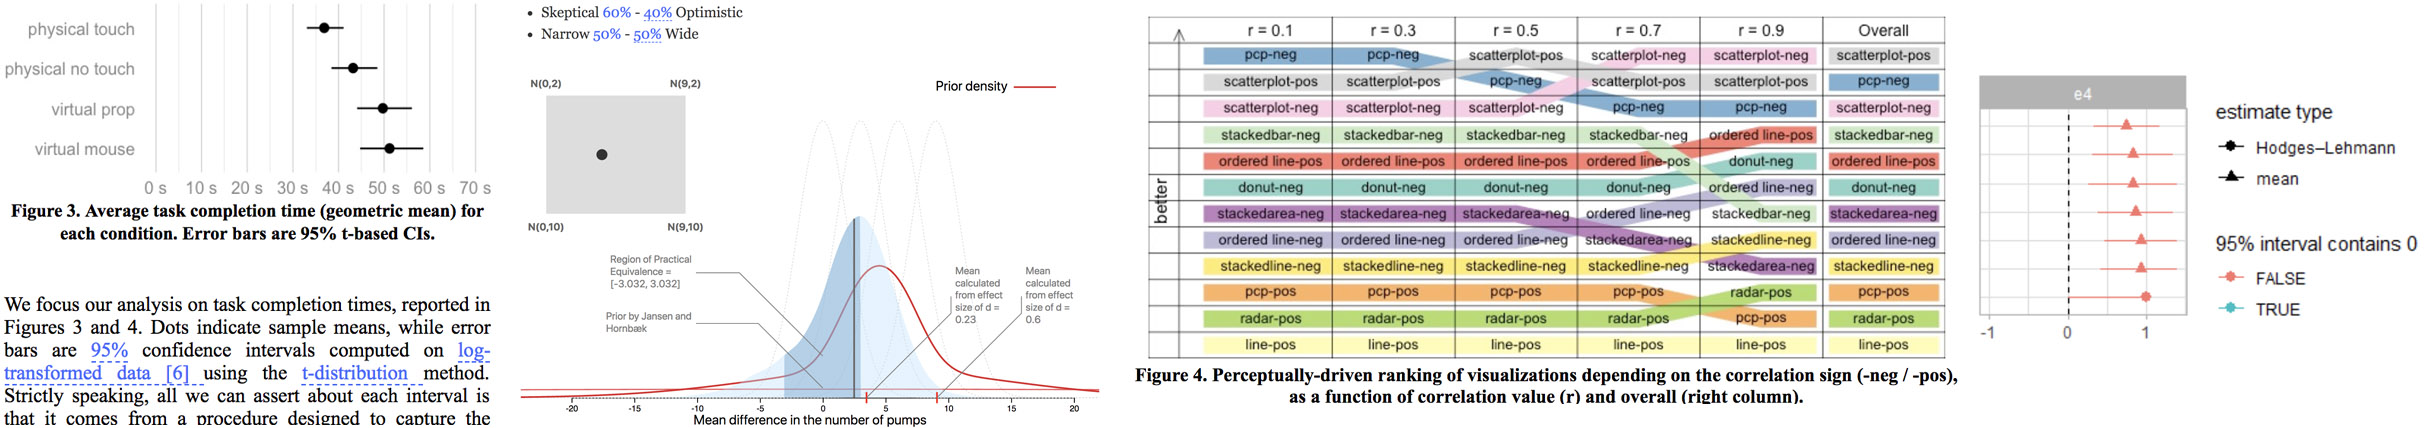 physical touch
physical no touch
virtual prop
virtual mouse
0 s 10 s 20 s 30 s 40 s 50 s 60 s 70 s
Figure 3. Average task completion time (geometric mean) for
each condition. Error bars are 95% t-based CIs.
We focus our analysis on task completion times, reported in
Figures 3 and 4. Dots indicate sample means, while error
bars are 95% confidence intervals computed on log-
transformed data [6] using the t-distribution method.
Strictly speaking, all we can assert about each interval is
that it comes from a procedure designed to capture the
• Skeptical 60% - 40% Optimistic
• Narrow 50% - 50% Wide
N(0,2) N(9,2)
N(0,10) N(9,10)
Prior density
Region of Practical
Equivalence =
[-3.032, 3.032]
Prior by Jansen and
Hornbæk
Mean
calculated
from effect
size of d =
0.23
Mean
calculated
from effect
size of d =
0.6
-20 -15 -10 -5 0 5 10 15 20
Mean difference in the number of pumps
better
r = 0.1 r = 0.3 r = 0.5 r = 0.7 r = 0.9 Overall
pcp-neg pcp-neg scatterplot-pos scatterplot-neg scatterplot-neg scatterplot-pos
scatterplot-pos scatterplot-pos pcp-neg scatterplot-pos scatterplot-pos pcp-neg
scatterplot-neg scatterplot-neg scatterplot-neg pcp-neg pcp-neg scatterplot-neg
stackedbar-neg stackedbar-neg stackedbar-neg stackedbar-neg ordered line-pos stackedbar-neg
ordered line-pos ordered line-pos ordered line-pos ordered line-pos donut-neg ordered line-pos
donut-neg donut-neg donut-neg donut-neg ordered line-neg donut-neg
stackedarea-neg stackedarea-neg stackedarea-neg ordered line-neg stackedbar-neg stackedarea-neg
ordered line-neg ordered line-neg ordered line-neg stackedarea-neg stackedline-neg ordered line-neg
stackedline-neg stackedline-neg stackedline-neg stackedline-neg stackedarea-neg stackedline-neg
pcp-pos pcp-pos pcp-pos pcp-pos radar-pos pcp-pos
radar-pos radar-pos radar-pos radar-pos pcp-pos radar-pos
line-pos line-pos line-pos line-pos line-pos line-pos
Figure 4. Perceptually-driven ranking of visualizations depending on the correlation sign (-neg / -pos),
as a function of correlation value (r) and overall (right column).
e4
-1 0 1
estimate type
Hodges–Lehmann
mean
95% interval contains 0
FALSE
TRUE